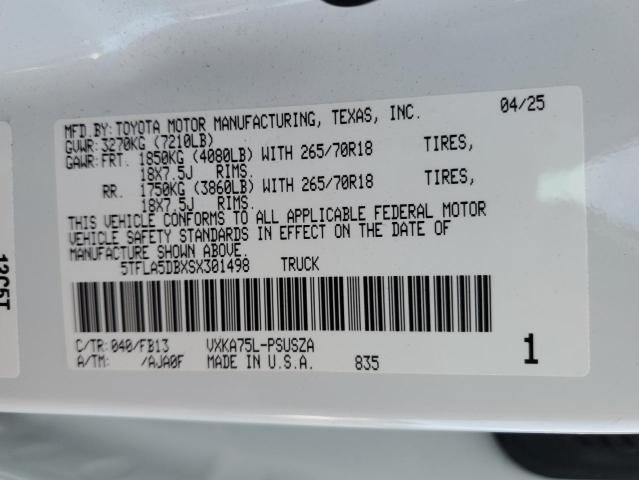 MFD.BY: TOYOTA MOTOR MANUFACTURING, TEXAS, INC. 04/25
GVWR: 3270KG (7210LB)
GAWR: FRT. 1850KG (4080LB) WITH 265/70R18 TIRES,
18X7.5J RIMS.
RR. 1750KG (3860LB) WITH 265/70R18 TIRES,
18X7.5J RIMS.
THIS VEHICLE CONFORMS TO ALL APPLICABLE FEDERAL MOTOR
VEHICLE SAFETY STANDARDS IN EFFECT ON THE DATE OF
MANUFACTURE SHOWN ABOVE.
5TFLA5DBXSX301498 TRUCK
C/TR: 040/FB13 VXKA75L-PSUSZA
A/TM: /AJA0F MADE IN U.S.A. 835 1